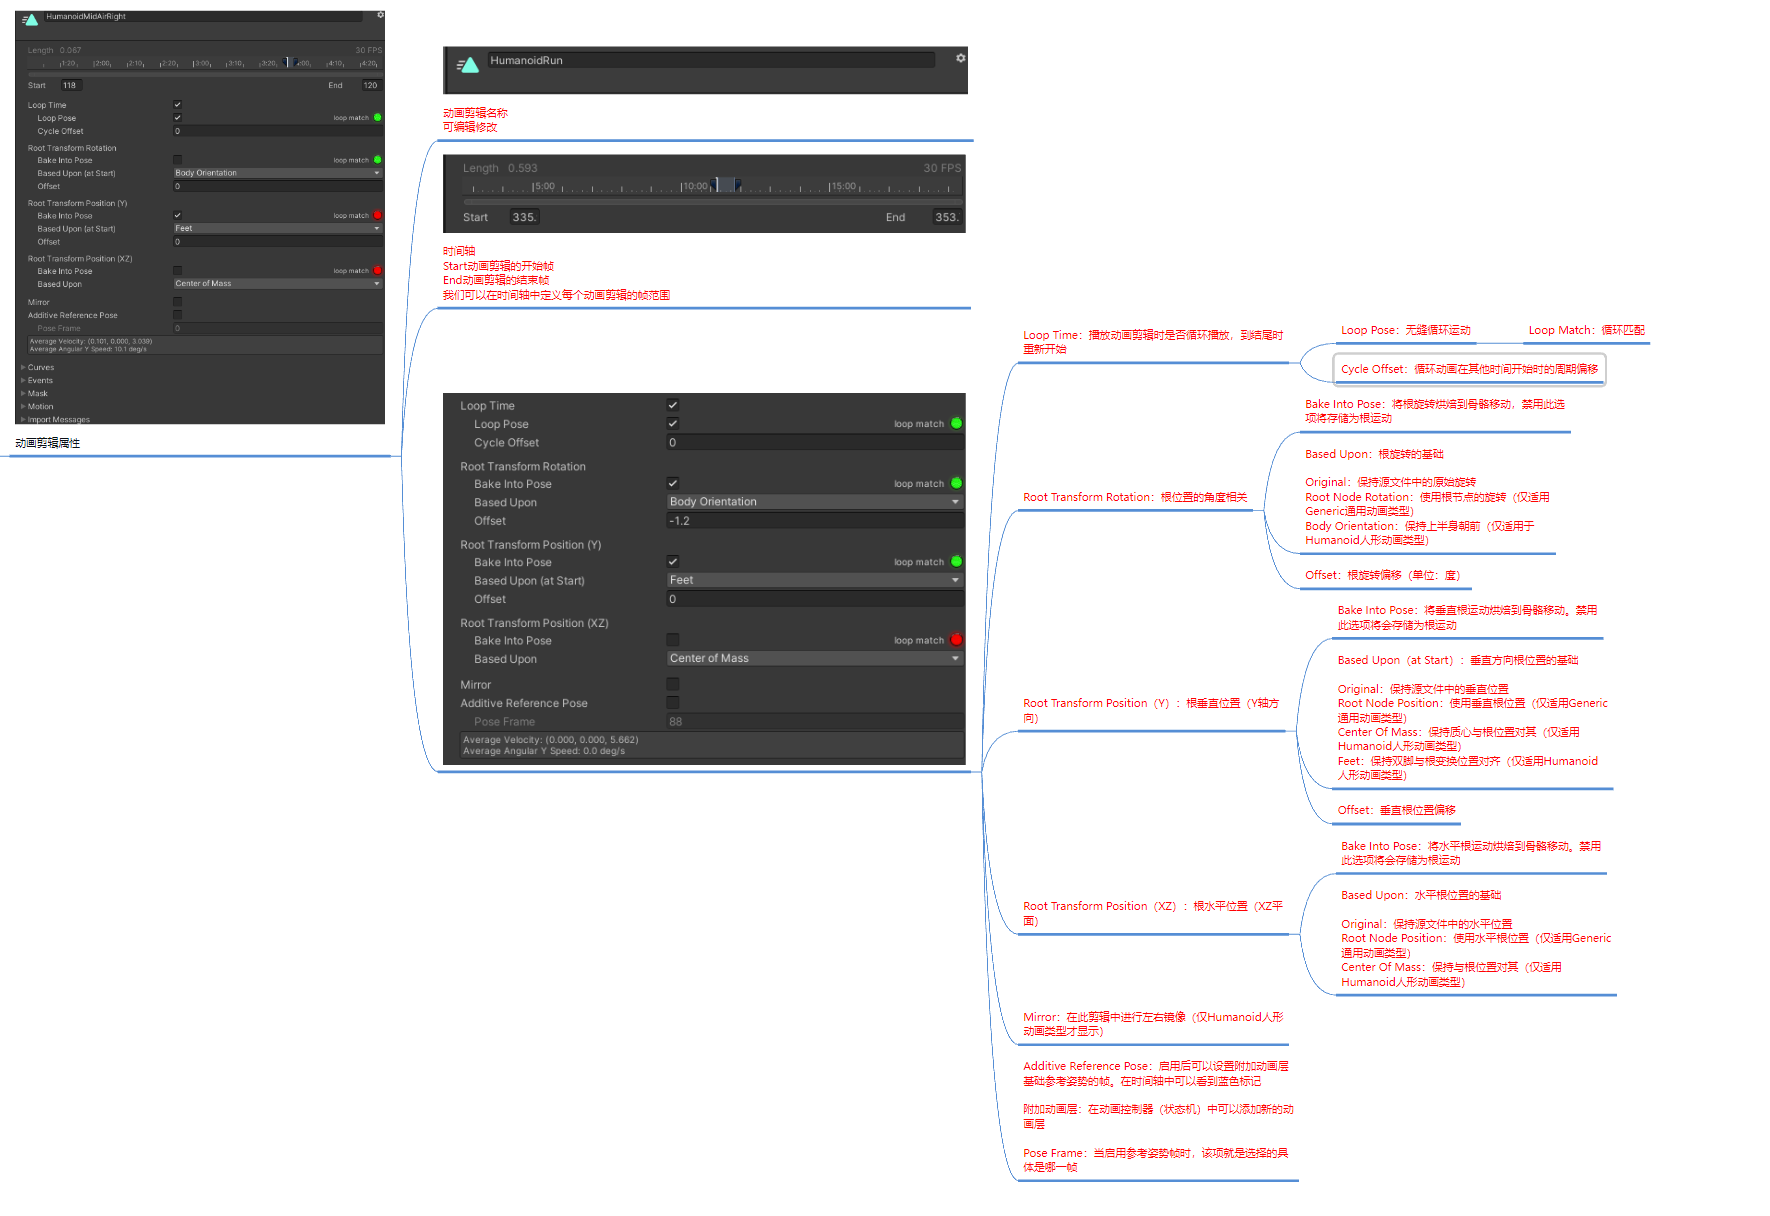 HumanoidMidAirRight
Length 0.067
30 FPS
1:20 2:00 2:10 2:20 3:00 3:10 3:20 4:00 4:10 4:20
Start 118
End 120
Loop Time
Loop Pose
loop match
Cycle Offset 0
Root Transform Rotation
Bake Into Pose
loop match
Based Upon (at Start) Body Orientation
Offset 0
Root Transform Position (Y)
Bake Into Pose
loop match
Based Upon (at Start) Feet
Offset 0
Root Transform Position (XZ)
Bake Into Pose
loop match
Based Upon Center of Mass
Mirror
Additive Reference Pose
Pose Frame 0
Average Velocity: (0.101, 0.000, 3.039)
Average Angular Y Speed: 10.1 deg/s
Curves
Events
Mask
Motion
Import Messages
动画剪辑属性
HumanoidRun
动画剪辑名称
可编辑修改
Length 0.593
30 FPS
5:00 10:00 15:00
Start 335.
End 353.
时间轴
Start动画剪辑的开始帧
End动画剪辑的结束帧
我们可以在时间轴中定义每个动画剪辑的帧范围
Loop Time
Loop Pose
loop match
Cycle Offset 0
Root Transform Rotation
Bake Into Pose
loop match
Based Upon Body Orientation
Offset -1.2
Root Transform Position (Y)
Bake Into Pose
loop match
Based Upon (at Start) Feet
Offset 0
Root Transform Position (XZ)
Bake Into Pose
loop match
Based Upon Center of Mass
Mirror
Additive Reference Pose
Pose Frame 88
Average Velocity: (0.000, 0.000, 5.662)
Average Angular Y Speed: 0.0 deg/s
Loop Time：播放动画剪辑时是否循环播放，到结尾时
重新开始
Loop Pose：无缝循环运动
Loop Match：循环匹配
Cycle Offset：循环动画在其他时间开始时的周期偏移
Root Transform Rotation：根位置的角度相关
Bake Into Pose：将根旋转烘焙到骨骼移动，禁用此选
项将存储为根运动
Based Upon：根旋转的基础
Original：保持源文件中的原始旋转
Root Node Rotation：使用根节点的旋转（仅适用
Generic通用动画类型）
Body Orientation：保持上半身朝前（仅适用于
Humanoid人形动画类型）
Offset：根旋转偏移（单位：度）
Root Transform Position（Y）：根垂直位置（Y轴方
向）
Bake Into Pose：将垂直根运动烘焙到骨骼移动。禁用
此选项将会存储为根运动
Based Upon（at Start）：垂直方向根位置的基础
Original：保持源文件中的垂直位置
Root Node Position：使用垂直根位置（仅适用Generic
通用动画类型）
Center Of Mass：保持质心与根位置对其（仅适用
Humanoid人形动画类型）
Feet：保持双脚与根变换位置对齐（仅适用Humanoid
人形动画类型）
Offset：垂直根位置偏移
Root Transform Position（XZ）：根水平位置（XZ平
面）
Bake Into Pose：将水平根运动烘焙到骨骼移动。禁用
此选项将会存储为根运动
Based Upon：水平根位置的基础
Original：保持源文件中的水平位置
Root Node Position：使用水平根位置（仅适用Generic
通用动画类型）
Center Of Mass：保持与根位置对其（仅适用
Humanoid人形动画类型）
Mirror：在此剪辑中进行左右镜像（仅Humanoid人形
动画类型才显示）
Additive Reference Pose：启用后可以设置附加动画层
基础参考姿势的帧。在时间轴中可以看到蓝色标记
附加动画层：在动画控制器（状态机）中可以添加新的动
画层
Pose Frame：当启用参考姿势帧时，该项就是选择的具
体是哪一帧